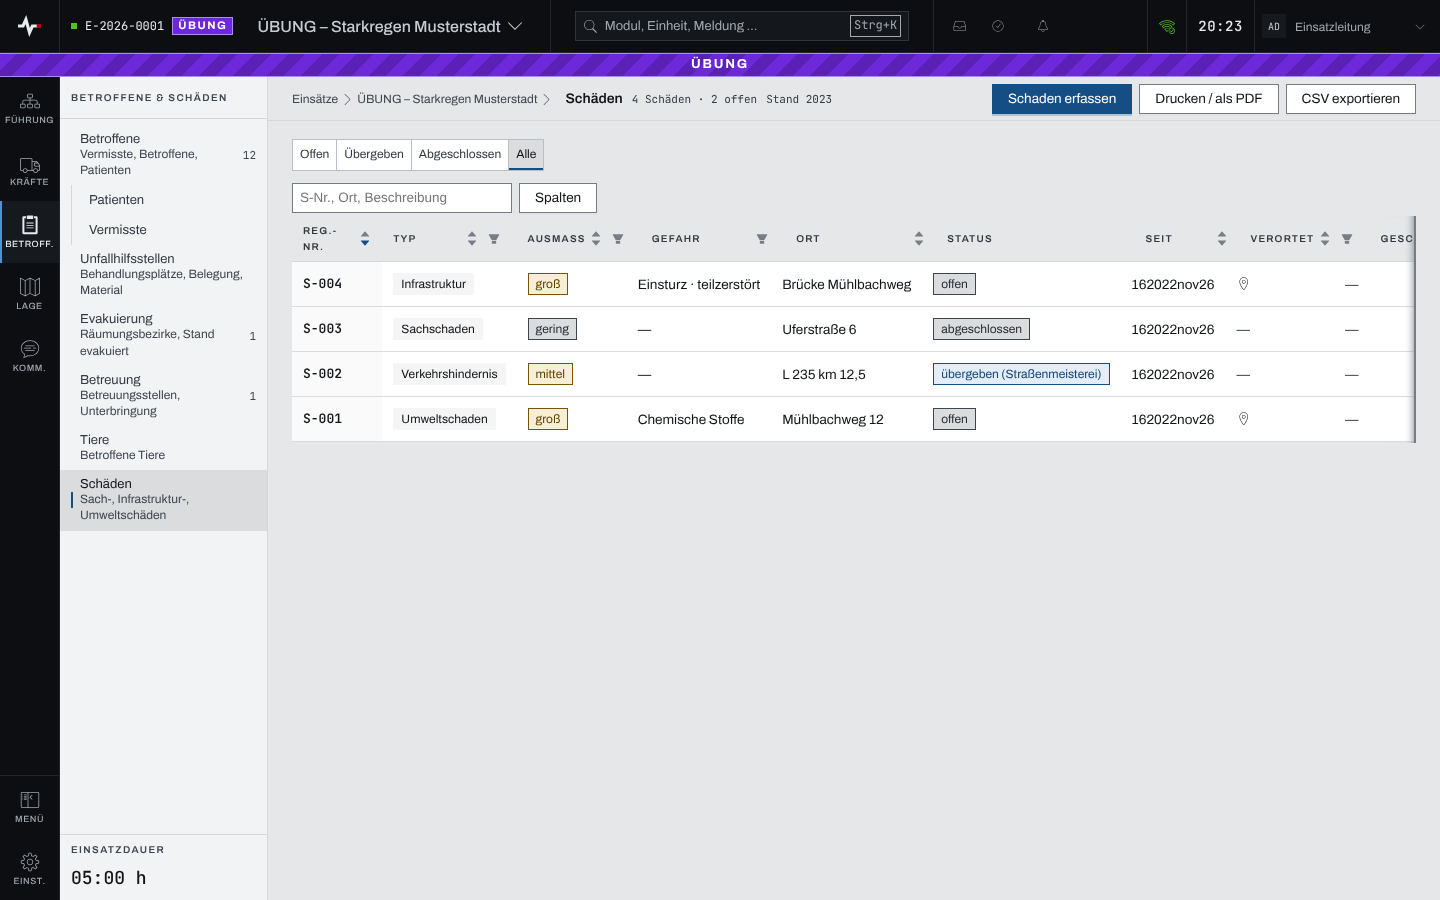 E-2026-0001 ÜBUNG ÜBUNG – Starkregen Musterstadt Modul, Einheit, Meldung ... Strg+K 20:23 AD Einsatzleitung
ÜBUNG
FÜHRUNG
KRÄFTE
BETROFF.
LAGE
KOMM.
MENÜ
EINST.
BETROFFENE & SCHÄDEN
Betroffene
Vermisste, Betroffene, 12
Patienten
Patienten
Vermisste
Unfallhilfsstellen
Behandlungsplätze, Belegung,
Material
Evakuierung
Räumungsbezirke, Stand 1
evakuiert
Betreuung
Betreuungsstellen, 1
Unterbringung
Tiere
Betroffene Tiere
Schäden
Sach-, Infrastruktur-,
Umweltschäden
EINSATZDAUER
05:00 h
Einsätze ÜBUNG – Starkregen Musterstadt Schäden 4 Schäden · 2 offen Stand 2023 Schaden erfassen Drucken / als PDF CSV exportieren
Offen Übergeben Abgeschlossen Alle
S-Nr., Ort, Beschreibung Spalten
REG.-
NR. TYP AUSMASS GEFAHR ORT STATUS SEIT VERORTET GESC
S-004 Infrastruktur groß Einsturz · teilzerstört Brücke Mühlbachweg offen 162022nov26 —
S-003 Sachschaden gering — Uferstraße 6 abgeschlossen 162022nov26 — —
S-002 Verkehrshindernis mittel — L 235 km 12,5 übergeben (Straßenmeisterei) 162022nov26 — —
S-001 Umweltschaden groß Chemische Stoffe Mühlbachweg 12 offen 162022nov26 —